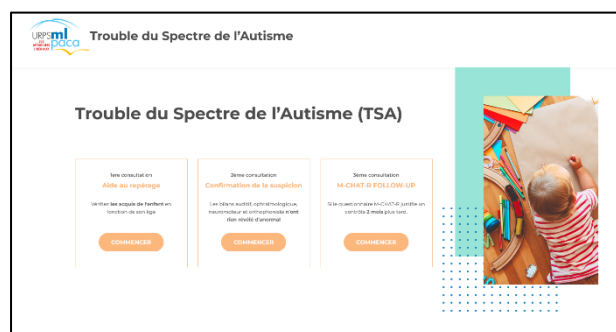 URPS ml
paca
Trouble du Spectre de l'Autisme
Trouble du Spectre de l'Autisme (TSA)
1ere consultation
Aide au repérage
Vérifier les acquis de l'enfant en
fonction de son âge
COMMENCER
2ème consultation
Confirmation de la suspicion
Les bilans auditif, ophtalmologique,
neuromoteur et orthophoniste n'ont
rien révélé d'anormal
COMMENCER
3ème consultation
M-CHAT-R FOLLOW-UP
Si le questionnaire M-CHAT-R justifie un
contrôle 2 mois plus tard.
COMMENCER